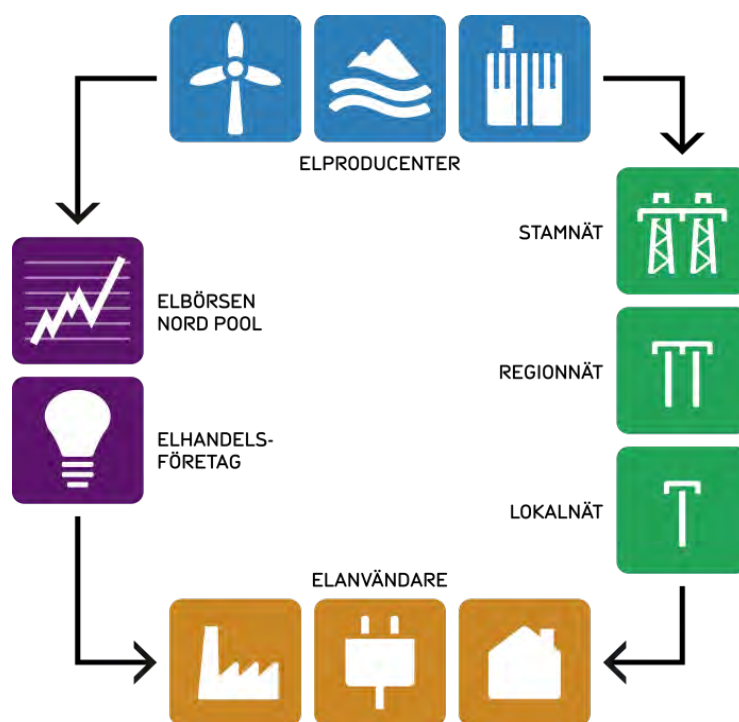 ELPRODUCENTER
STAMNÄT
ELBÖRSEN
NORD POOL
REGIONNÄT
ELHANDELS-
FÖRETAG
LOKALNÄT
ELANVÄNDARE